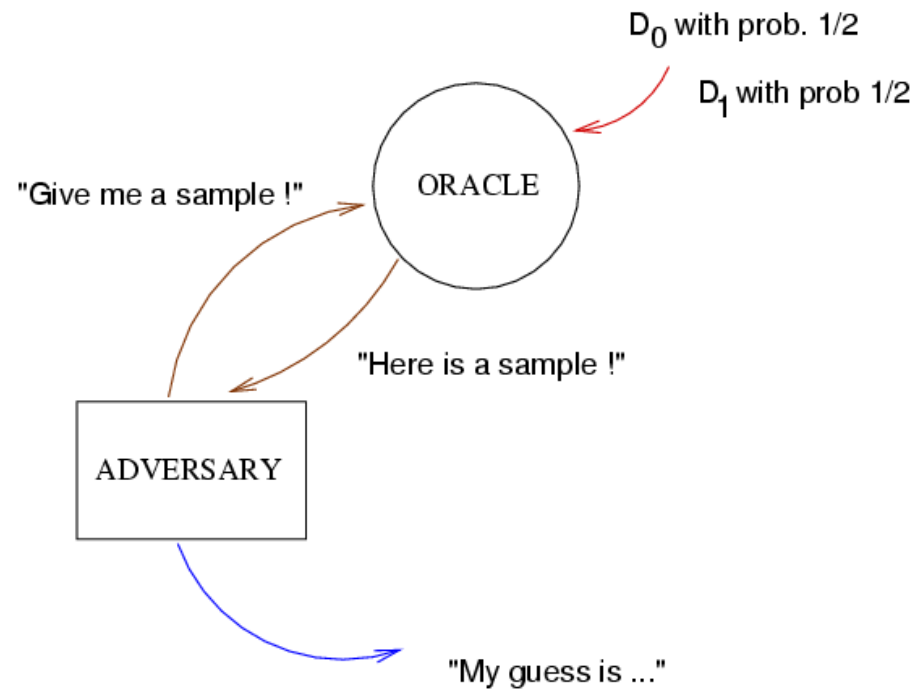 D0 with prob. 1/2
D1 with prob 1/2
ORACLE
"Give me a sample !"
"Here is a sample !"
ADVERSARY
"My guess is ..."